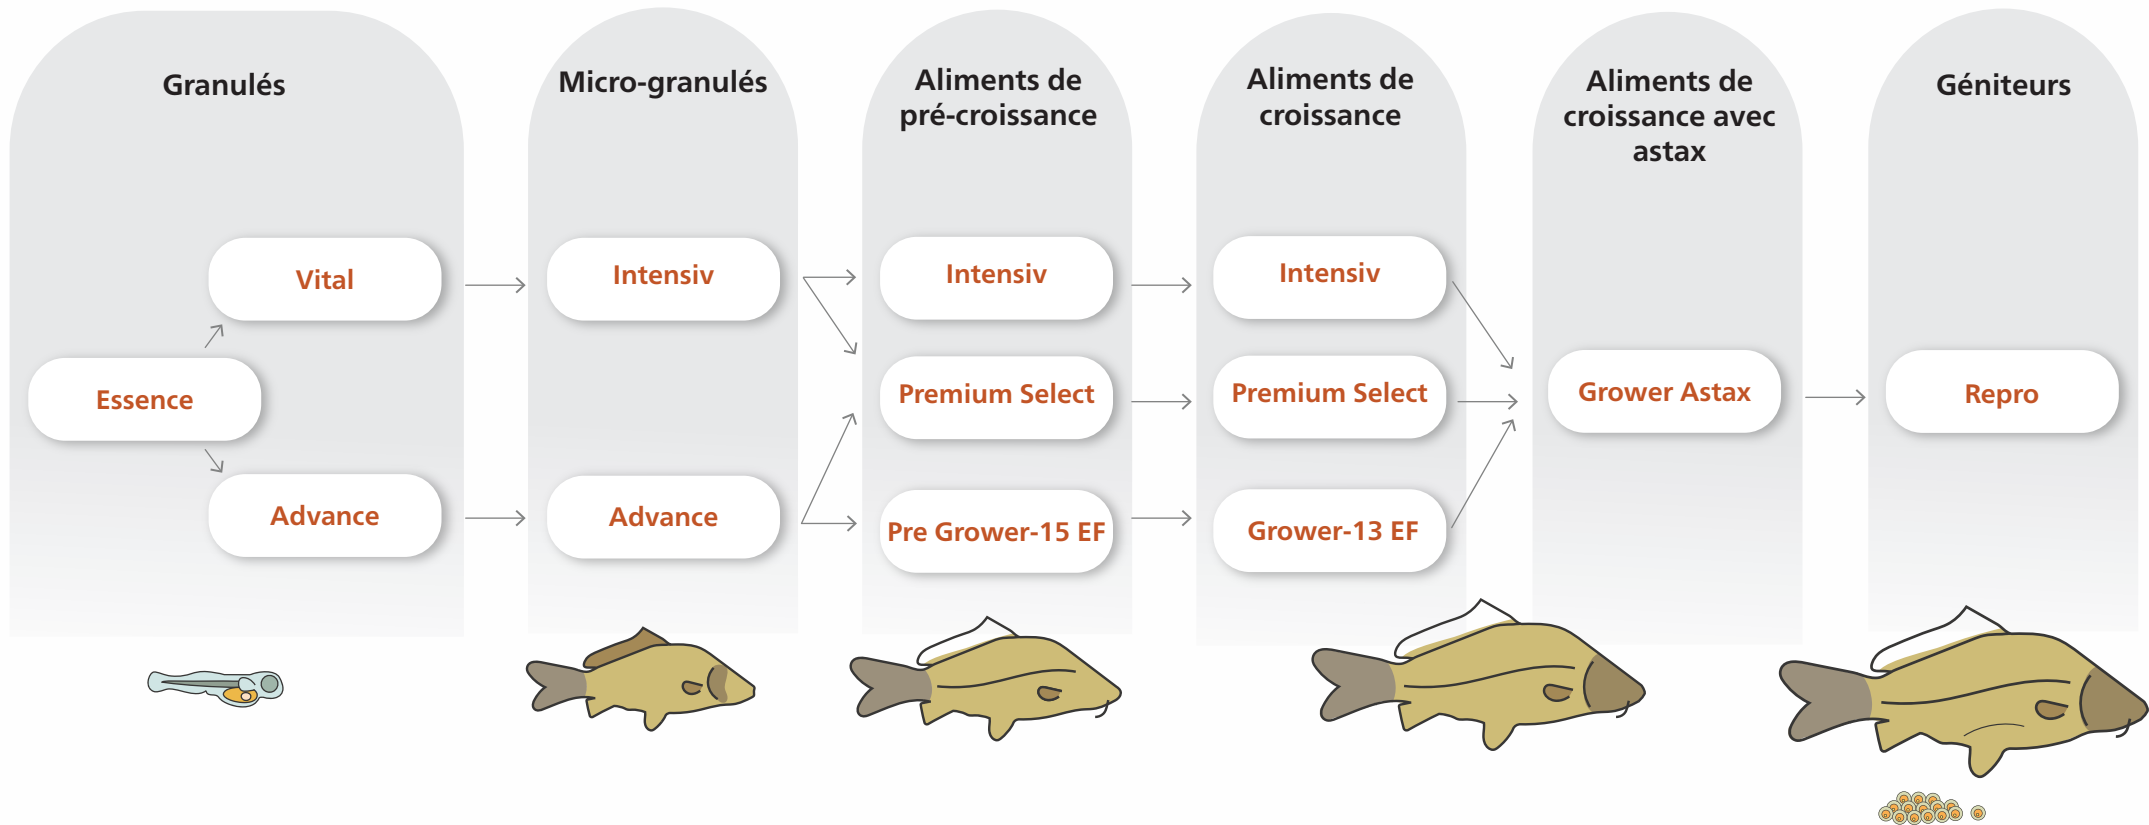 Granulés
Vital
Essence
Advance
Micro-granulés
Intensiv
Advance
Aliments de
pré-croissance
Intensiv
Premium Select
Pre Grower-15 EF
Aliments de
croissance
Intensiv
Premium Select
Grower-13 EF
Aliments de
croissance avec
astax
Grower Astax
Géniteurs
Repro